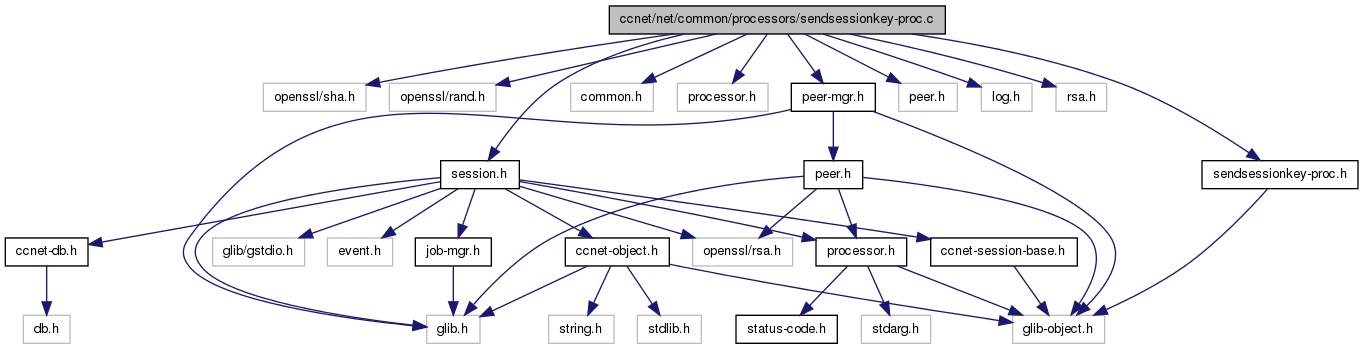 ccnet/net/common/processors/sendsessionkey-proc.c
openssl/sha.h
openssl/rand.h
common.h
processor.h
peer-mgr.h
peer.h
log.h
rsa.h
session.h
peer.h
sendsessionkey-proc.h
ccnet-db.h
glib/gstdio.h
event.h
job-mgr.h
ccnet-object.h
openssl/rsa.h
processor.h
ccnet-session-base.h
db.h
glib.h
string.h
stdlib.h
status-code.h
stdarg.h
glib-object.h